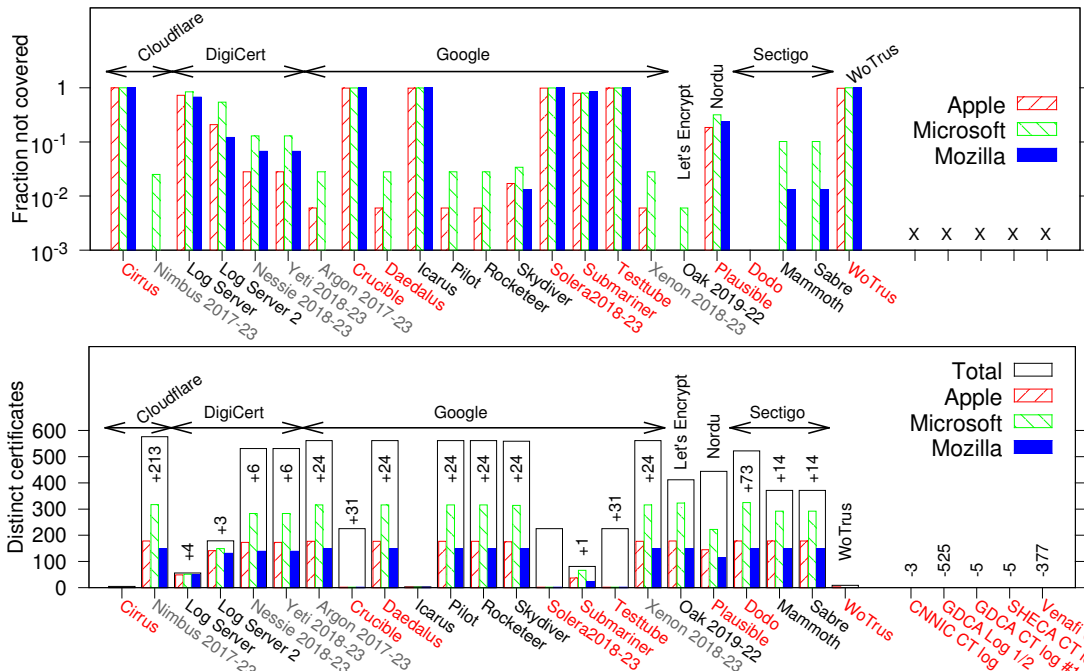 Cloudflare
DigiCert
Google
Let's Encrypt
Nordu
Sectigo
WoTrus
Fraction not covered
1
10⁻¹
10⁻²
10⁻³
Apple
Microsoft
Mozilla
X X X X X
Cirrus
Nimbus 2017-23
Log Server
Log Server 2
Nessie 2018-23
Yeti 2018-23
Argon 2017-23
Crucible
Daedalus
Icarus
Pilot
Rocketeer
Skydiver
Solera2018-23
Submariner
Testtube
Xenon 2018-23
Oak 2019-22
Plausible
Dodo
Mammoth
Sabre
WoTrus
Cloudflare
DigiCert
Google
Let's Encrypt
Nordu
Sectigo
WoTrus
Distinct certificates
600
500
400
300
200
100
0
Total
Apple
Microsoft
Mozilla
+213
+4
+3
+6
+6
+24
+31
+24
+24
+24
+24
+1
+31
+24
+73
+14
+14
-3
-525
-5
-5
-377
Cirrus
Nimbus 2017-23
Log Server
Log Server 2
Nessie 2018-23
Yeti 2018-23
Argon 2017-23
Crucible
Daedalus
Icarus
Pilot
Rocketeer
Skydiver
Solera2018-23
Submariner
Testtube
Xenon 2018-23
Oak 2019-22
Plausible
Dodo
Mammoth
Sabre
WoTrus
CNNIC CT log
GDCA Log 1/2
GDCA CT log #1
SHECA CT
Venafi